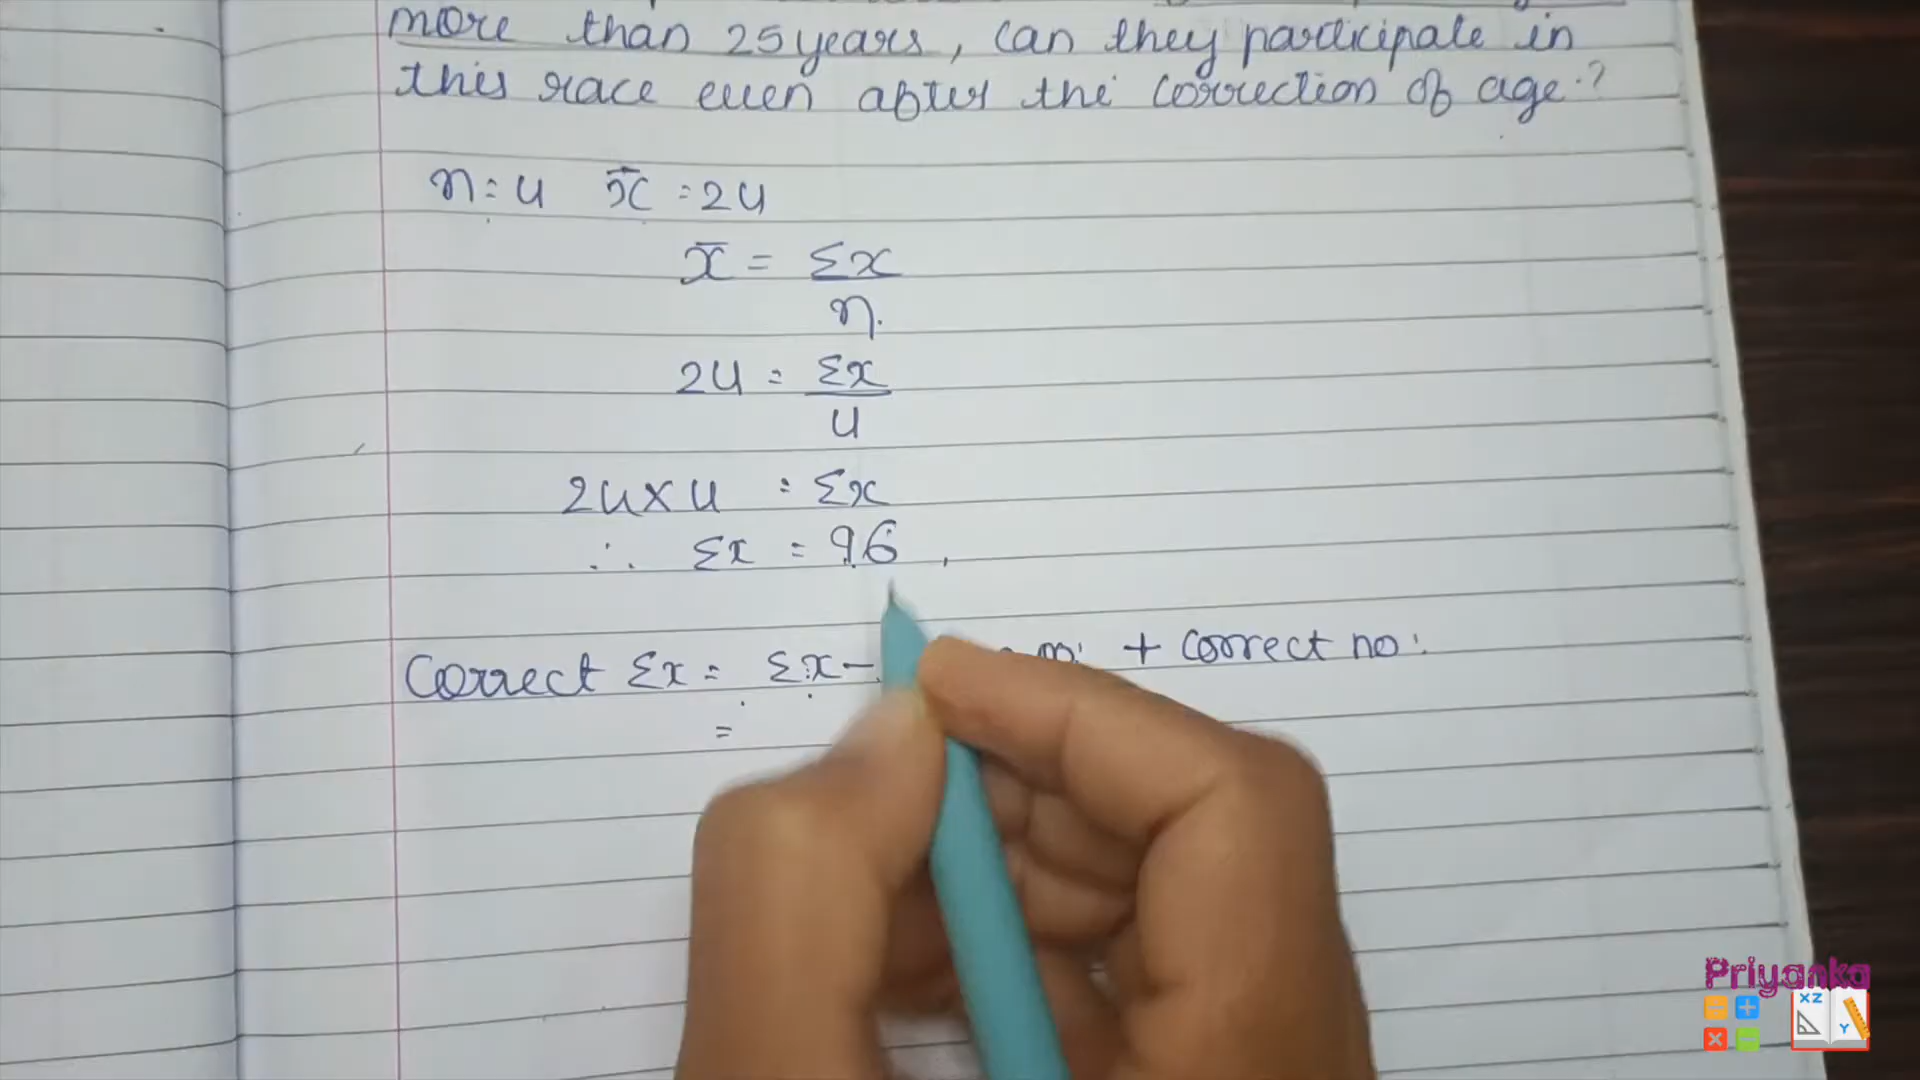 more than 25 years, can they participate in
this race even after the correction of age.?
n = 4 x̄ = 24
x̄ = Σx
n.
24 = Σx
4
24 x 4 = Σx
∴ Σx = 96
Correct Σx = Σx - + correct no:
=
Priyanka
XZ
Y